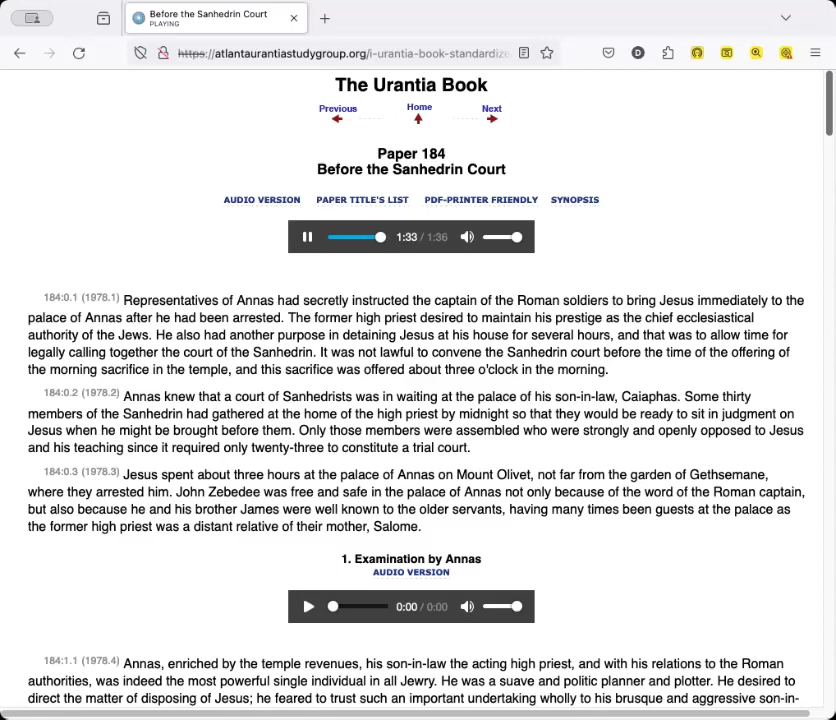 Before the Sanhedrin Court
PLAYING
https://atlantaurantiastudygroup.org/i-urantia-book-standardize
The Urantia Book
Previous Home Next
Paper 184
Before the Sanhedrin Court
AUDIO VERSION PAPER TITLE'S LIST PDF-PRINTER FRIENDLY SYNOPSIS
1:33 / 1:36
184:0.1 (1978.1) Representatives of Annas had secretly instructed the captain of the Roman soldiers to bring Jesus immediately to the
palace of Annas after he had been arrested. The former high priest desired to maintain his prestige as the chief ecclesiastical
authority of the Jews. He also had another purpose in detaining Jesus at his house for several hours, and that was to allow time for
legally calling together the court of the Sanhedrin. It was not lawful to convene the Sanhedrin court before the time of the offering of
the morning sacrifice in the temple, and this sacrifice was offered about three o'clock in the morning.
184:0.2 (1978.2) Annas knew that a court of Sanhedrists was in waiting at the palace of his son-in-law, Caiaphas. Some thirty
members of the Sanhedrin had gathered at the home of the high priest by midnight so that they would be ready to sit in judgment on
Jesus when he might be brought before them. Only those members were assembled who were strongly and openly opposed to Jesus
and his teaching since it required only twenty-three to constitute a trial court.
184:0.3 (1978.3) Jesus spent about three hours at the palace of Annas on Mount Olivet, not far from the garden of Gethsemane,
where they arrested him. John Zebedee was free and safe in the palace of Annas not only because of the word of the Roman captain,
but also because he and his brother James were well known to the older servants, having many times been guests at the palace as
the former high priest was a distant relative of their mother, Salome.
1. Examination by Annas
AUDIO VERSION
0:00 / 0:00
184:1.1 (1978.4) Annas, enriched by the temple revenues, his son-in-law the acting high priest, and with his relations to the Roman
authorities, was indeed the most powerful single individual in all Jewry. He was a suave and politic planner and plotter. He desired to
direct the matter of disposing of Jesus; he feared to trust such an important undertaking wholly to his brusque and aggressive son-in-